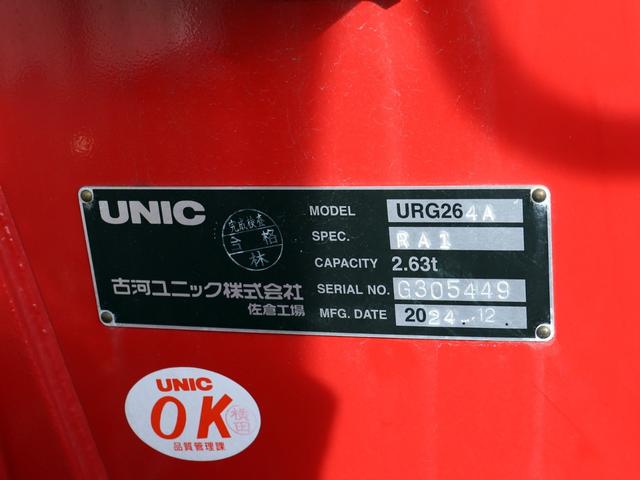 UNIC
完成検査
合格
林
古河ユニック株式会社
佐倉工場
MODEL URG264A
SPEC. RA1
CAPACITY 2.63t
SERIAL NO. G305449
MFG. DATE 2024.12
UNIC
OK
横田
品質管理課